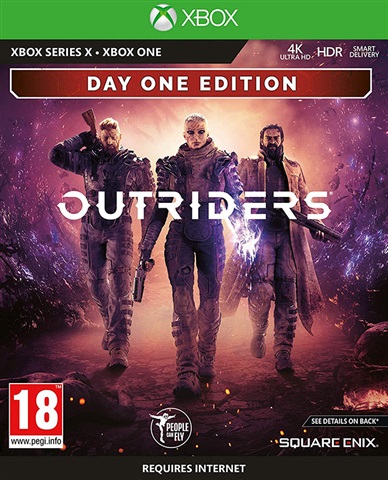 XBOX
XBOX SERIES X • XBOX ONE
4K
ULTRA HD
HDR
SMART
DELIVERY
DAY ONE EDITION
OUTRIDERS
18
www.pegi.info
PEOPLE
CAN
FLY
SEE DETAILS ON BACK*
SQUARE ENIX
REQUIRES INTERNET